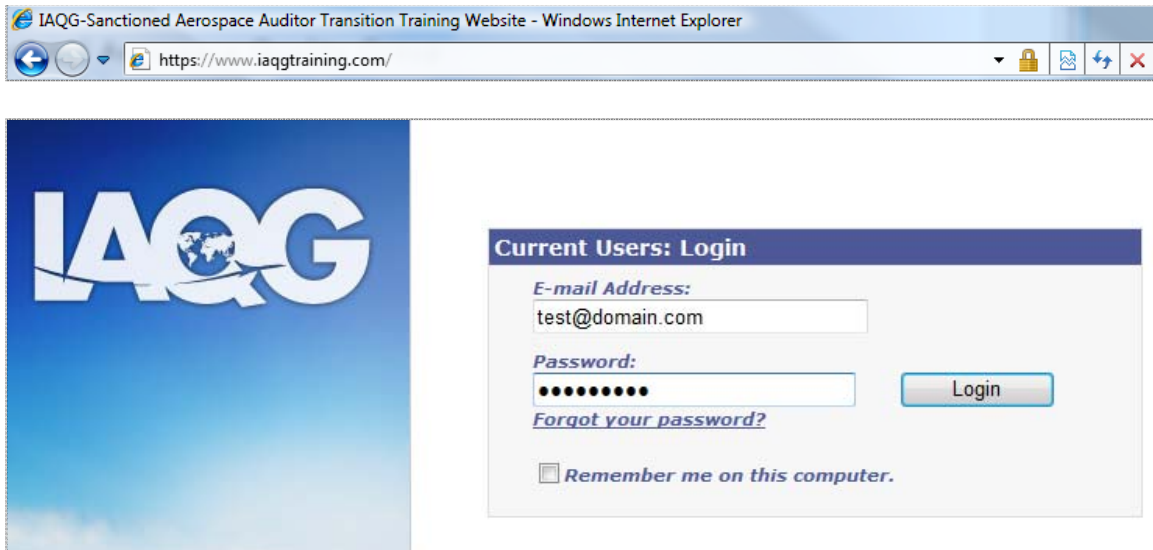 IAQG-Sanctioned Aerospace Auditor Transition Training Website - Windows Internet Explorer
https://www.iaqgtraining.com/
IAQG
Current Users: Login
E-mail Address:
test@domain.com
Password:
●●●●●●●●●
Login
Forgot your password?
Remember me on this computer.